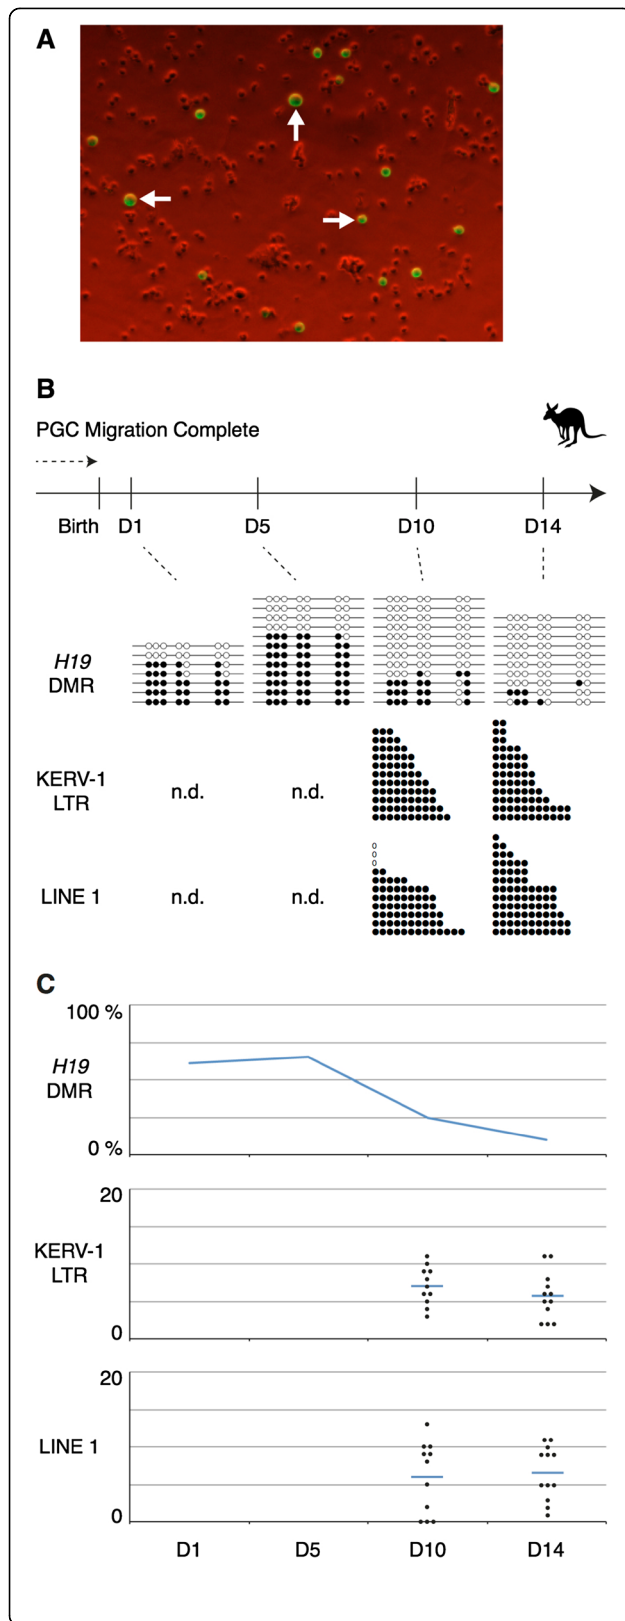 A
B
PGC Migration Complete
Birth D1 D5 D10 D14
H19
DMR
KERV-1
LTR
n.d. n.d.
LINE 1 n.d. n.d.
C
100 %
H19
DMR
0 %
20
KERV-1
LTR
0
20
LINE 1
0
D1 D5 D10 D14